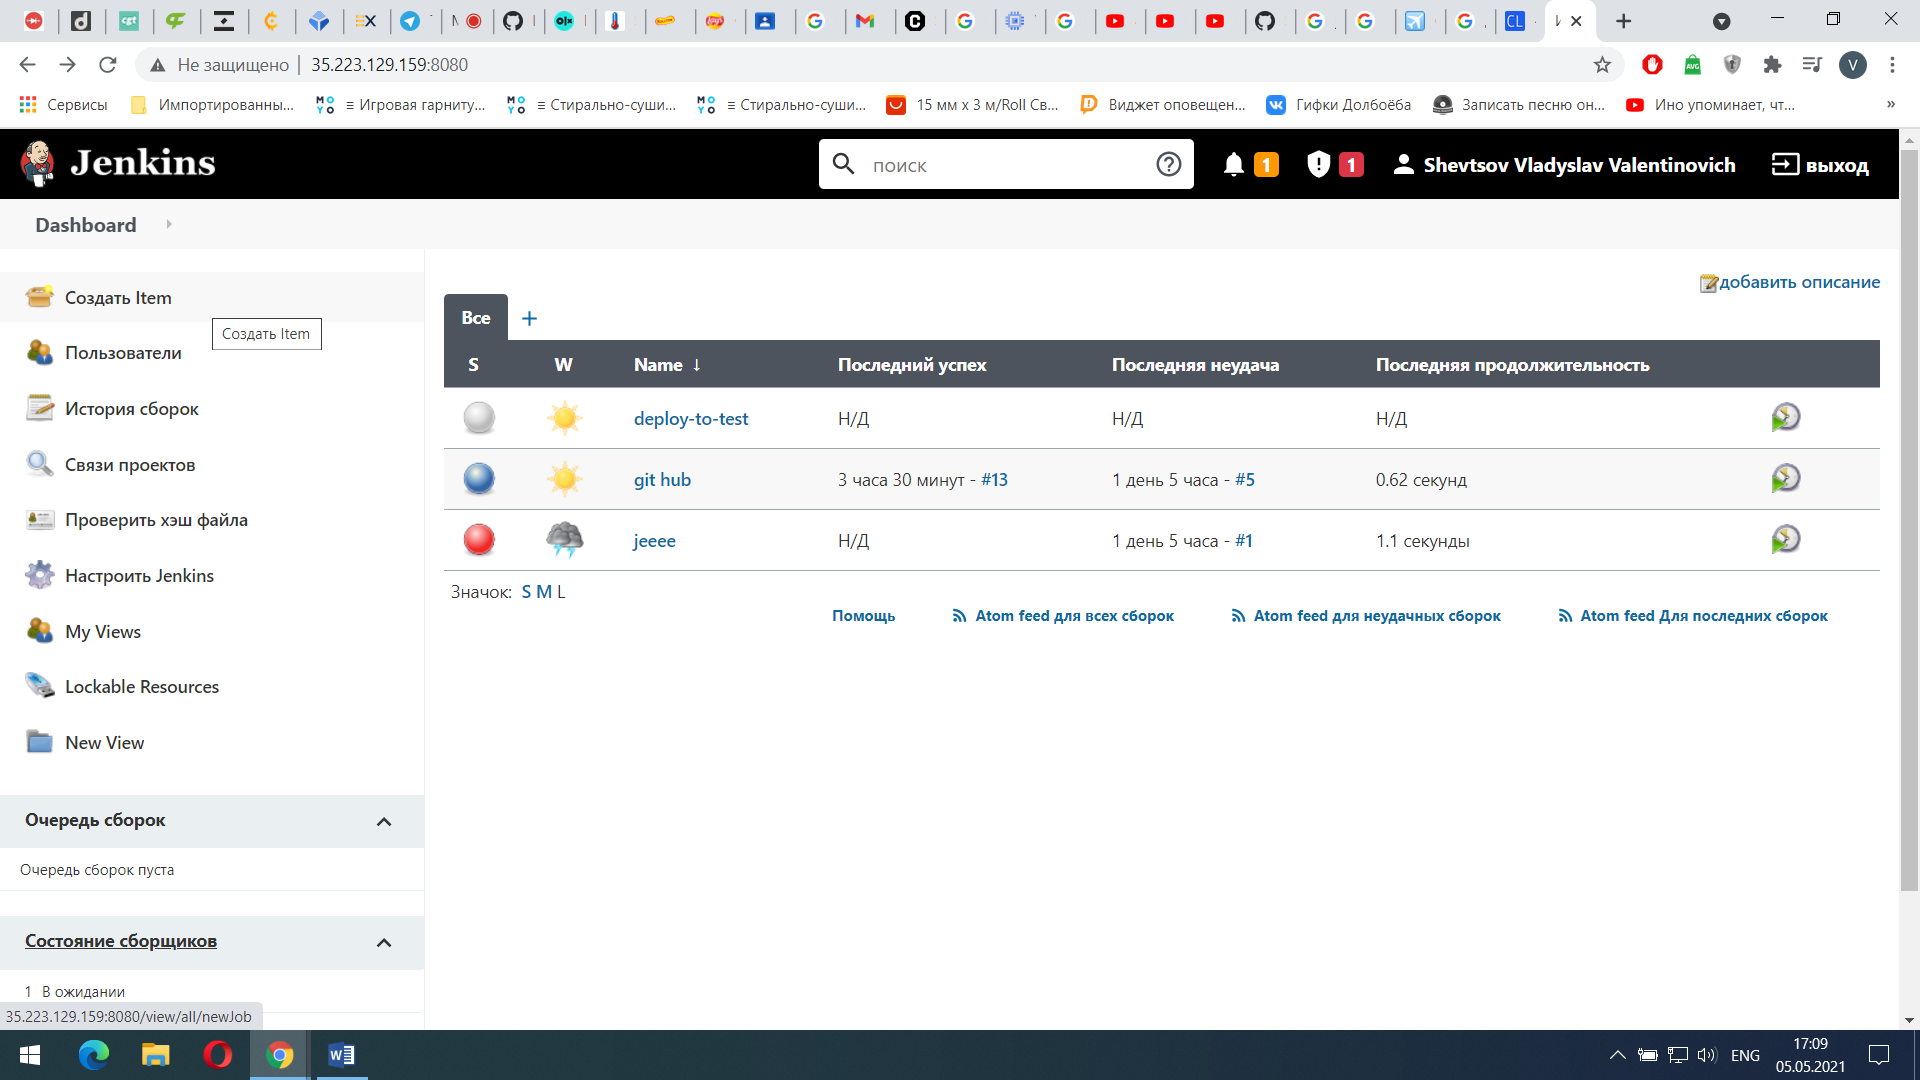 Не защищено
35.223.129.159:8080
Сервисы
Импортированны...
≡ Игровая гарниту...
≡ Стирально-суши...
≡ Стирально-суши...
15 мм x 3 м/Roll Св...
Виджет оповещен...
Гифки Долбоёба
Записать песню он...
Ино упоминает, чт...
»
Jenkins
поиск
1
1
Shevtsov Vladyslav Valentinovich
выход
Dashboard
добавить описание
Создать Item
Создать Item
Пользователи
История сборок
Связи проектов
Проверить хэш файла
Настроить Jenkins
My Views
Lockable Resources
New View
Очередь сборок
Очередь сборок пуста
Состояние сборщиков
1 В ожидании
Все +
S W Name ↓ Последний успех Последняя неудача Последняя продолжительность
deploy-to-test Н/Д Н/Д Н/Д
git hub 3 часа 30 минут - #13 1 день 5 часа - #5 0.62 секунд
jeeee Н/Д 1 день 5 часа - #1 1.1 секунды
Значок: S M L
Помощь Atom feed для всех сборок Atom feed для неудачных сборок Atom feed Для последних сборок
35.223.129.159:8080/view/all/newJob
ENG
17:09
05.05.2021